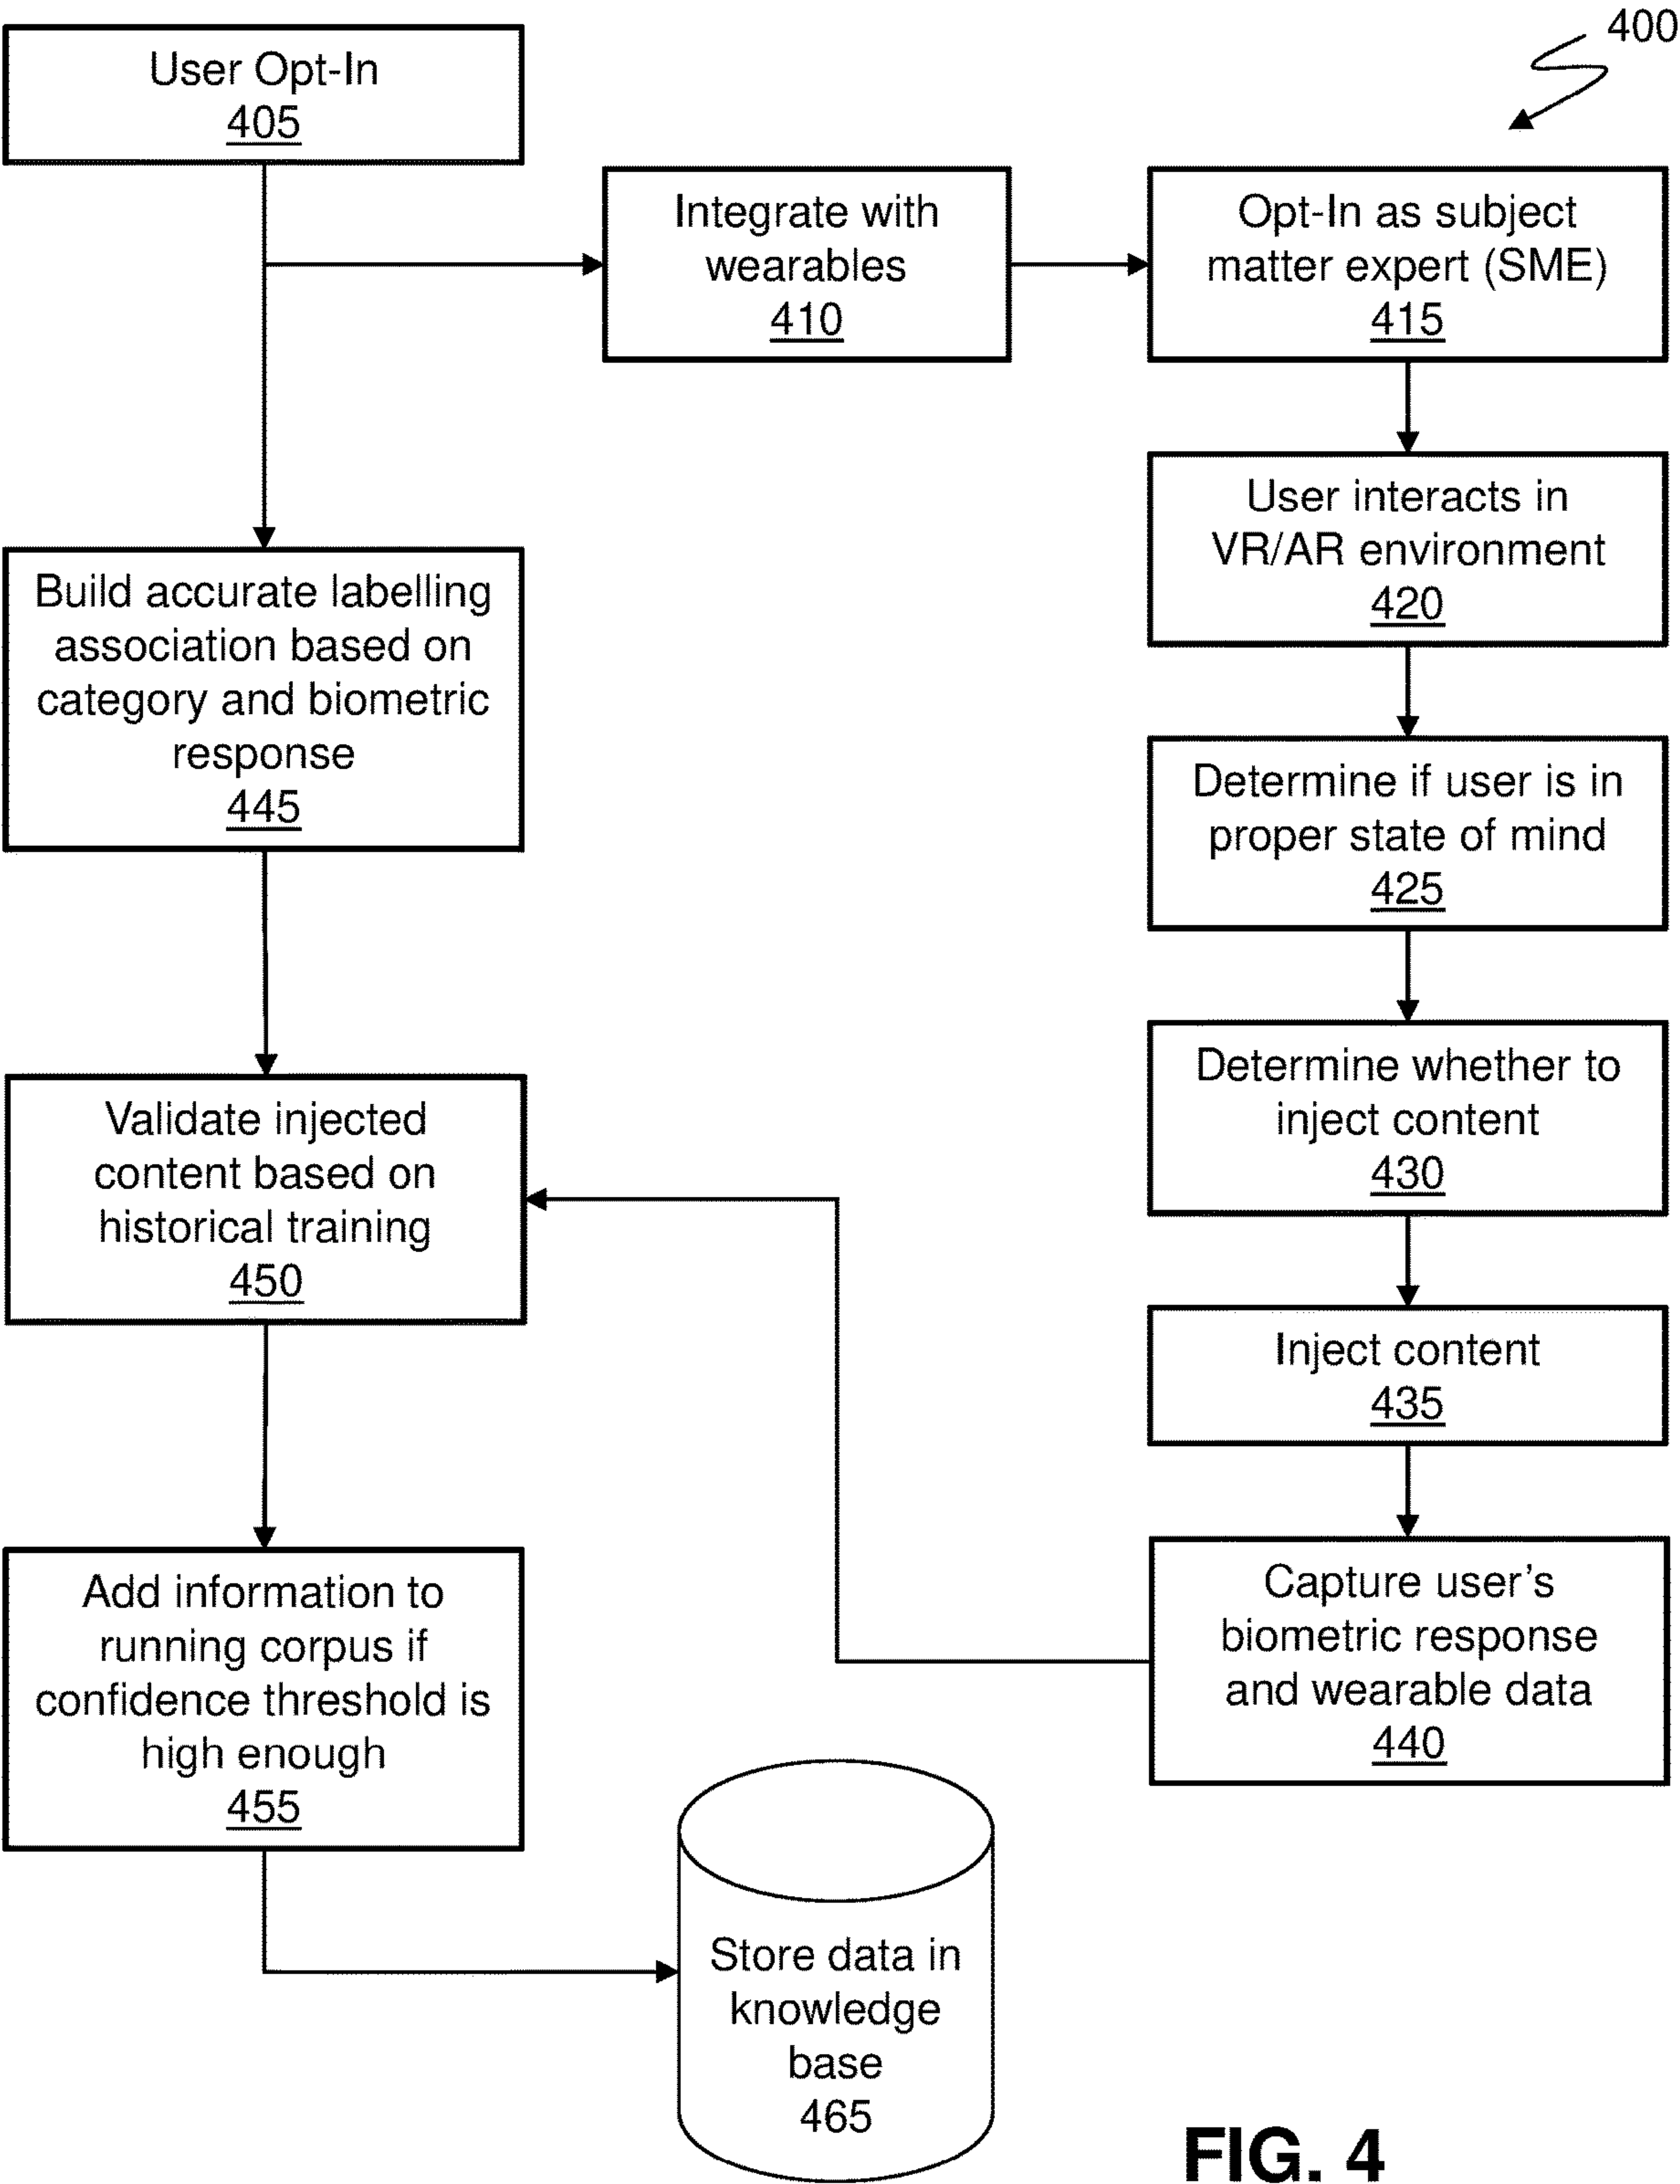 400
User Opt-In
405
Integrate with
wearables
410
Opt-In as subject
matter expert (SME)
415
User interacts in
VR/AR environment
420
Determine if user is in
proper state of mind
425
Determine whether to
inject content
430
Inject content
435
Capture user’s
biometric response
and wearable data
440
Build accurate labelling
association based on
category and biometric
response
445
Validate injected
content based on
historical training
450
Add information to
running corpus if
confidence threshold is
high enough
455
Store data in
knowledge
base
465
FIG. 4